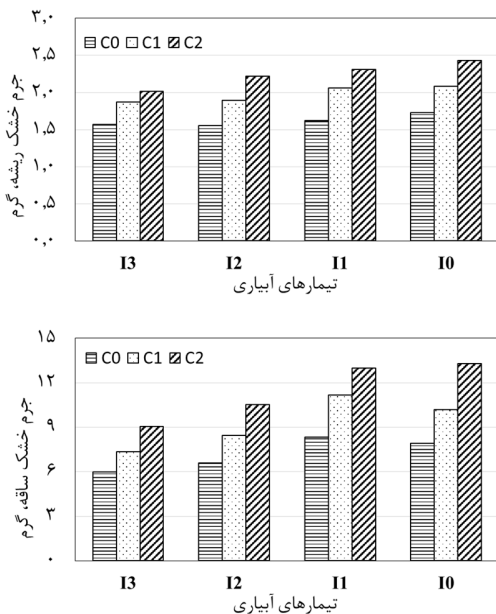 ۳,۰
۲,۵
۲,۰
۱,۵
۱,۰
۰,۵
۰,۰
جرم خشک ریشه، گرم
C0 C1 C2
I3 I2 I1 I0
تیمارهای آبیاری
۱۵
۱۲
۹
۶
۳
۰
جرم خشک ساقه، گرم
C0 C1 C2
I3 I2 I1 I0
تیمارهای آبیاری